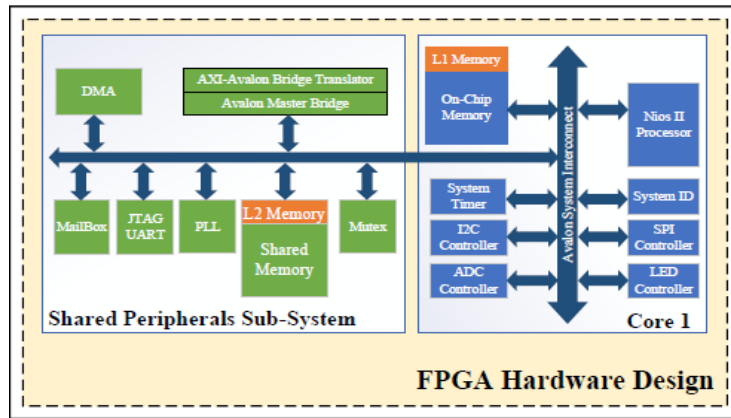 DMA
AXI-Avalon Bridge Translator
Avalon Master Bridge
MailBox
JTAG
UART
PLL
L2 Memory
Shared
Memory
Mutex
Shared Peripherals Sub-System
L1 Memory
On-Chip
Memory
Avalon System Interconnect
Nios II
Processor
System
Timer
System ID
I2C
Controller
SPI
Controller
ADC
Controller
LED
Controller
Core 1
FPGA Hardware Design